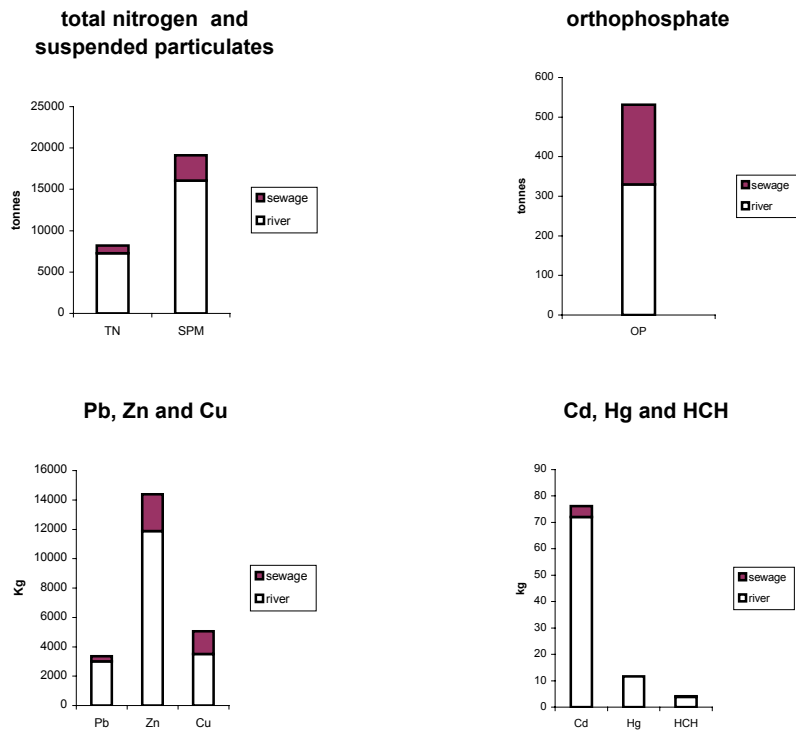 total nitrogen and
suspended particulates
25000
20000
15000
10000
5000
0
tonnes
TN
SPM
sewage
river
orthophosphate
600
500
400
300
200
100
0
tonnes
OP
sewage
river
Pb, Zn and Cu
16000
14000
12000
10000
8000
6000
4000
2000
0
Kg
Pb
Zn
Cu
sewage
river
Cd, Hg and HCH
90
80
70
60
50
40
30
20
10
0
kg
Cd
Hg
HCH
sewage
river